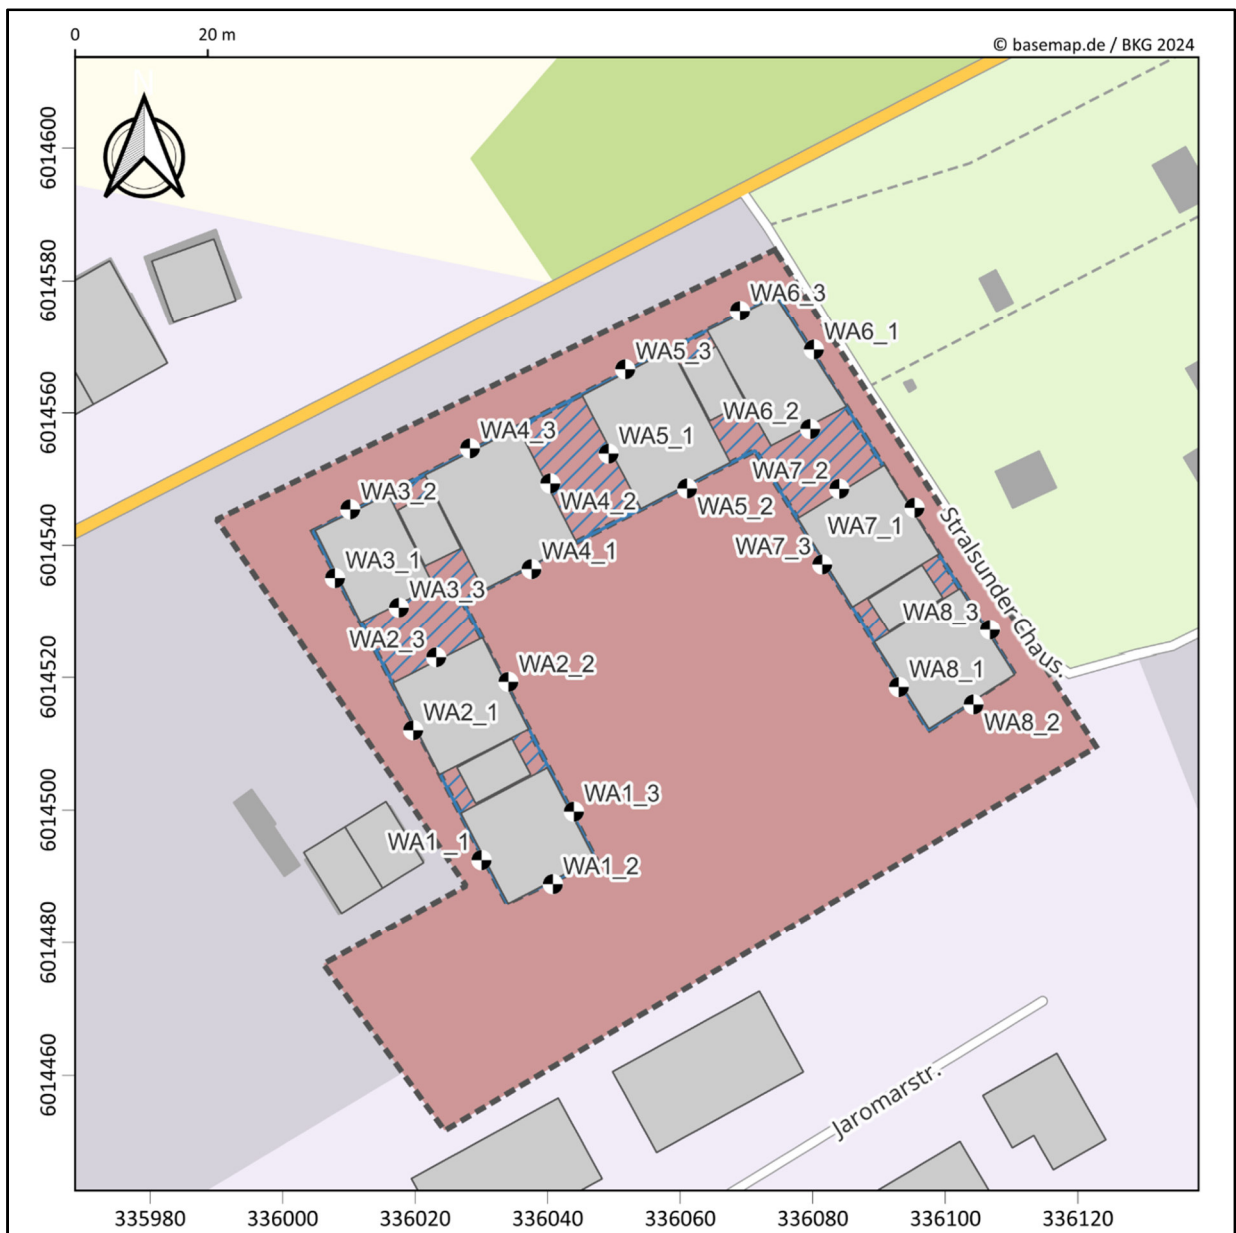 0
20 m
© basemap.de / BKG 2024
N
6014600
6014580
6014560
6014540
6014520
6014500
6014480
6014460
WA6_3
WA6_1
WA5_3
WA6_2
WA4_3
WA5_1
WA7_2
WA3_2
WA4_2
WA5_2
WA7_1
WA4_1
WA7_3
WA3_1
WA3_3
WA8_3
WA2_3
WA2_2
WA8_1
WA2_1
WA8_2
WA1_3
WA1_1
WA1_2
Stralsunder Chaus.
Jaromarstr.
335980
336000
336020
336040
336060
336080
336100
336120